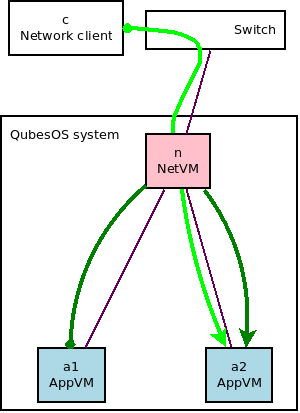 c
Network client
Switch
QubesOS system
n
NetVM
a1
AppVM
a2
AppVM